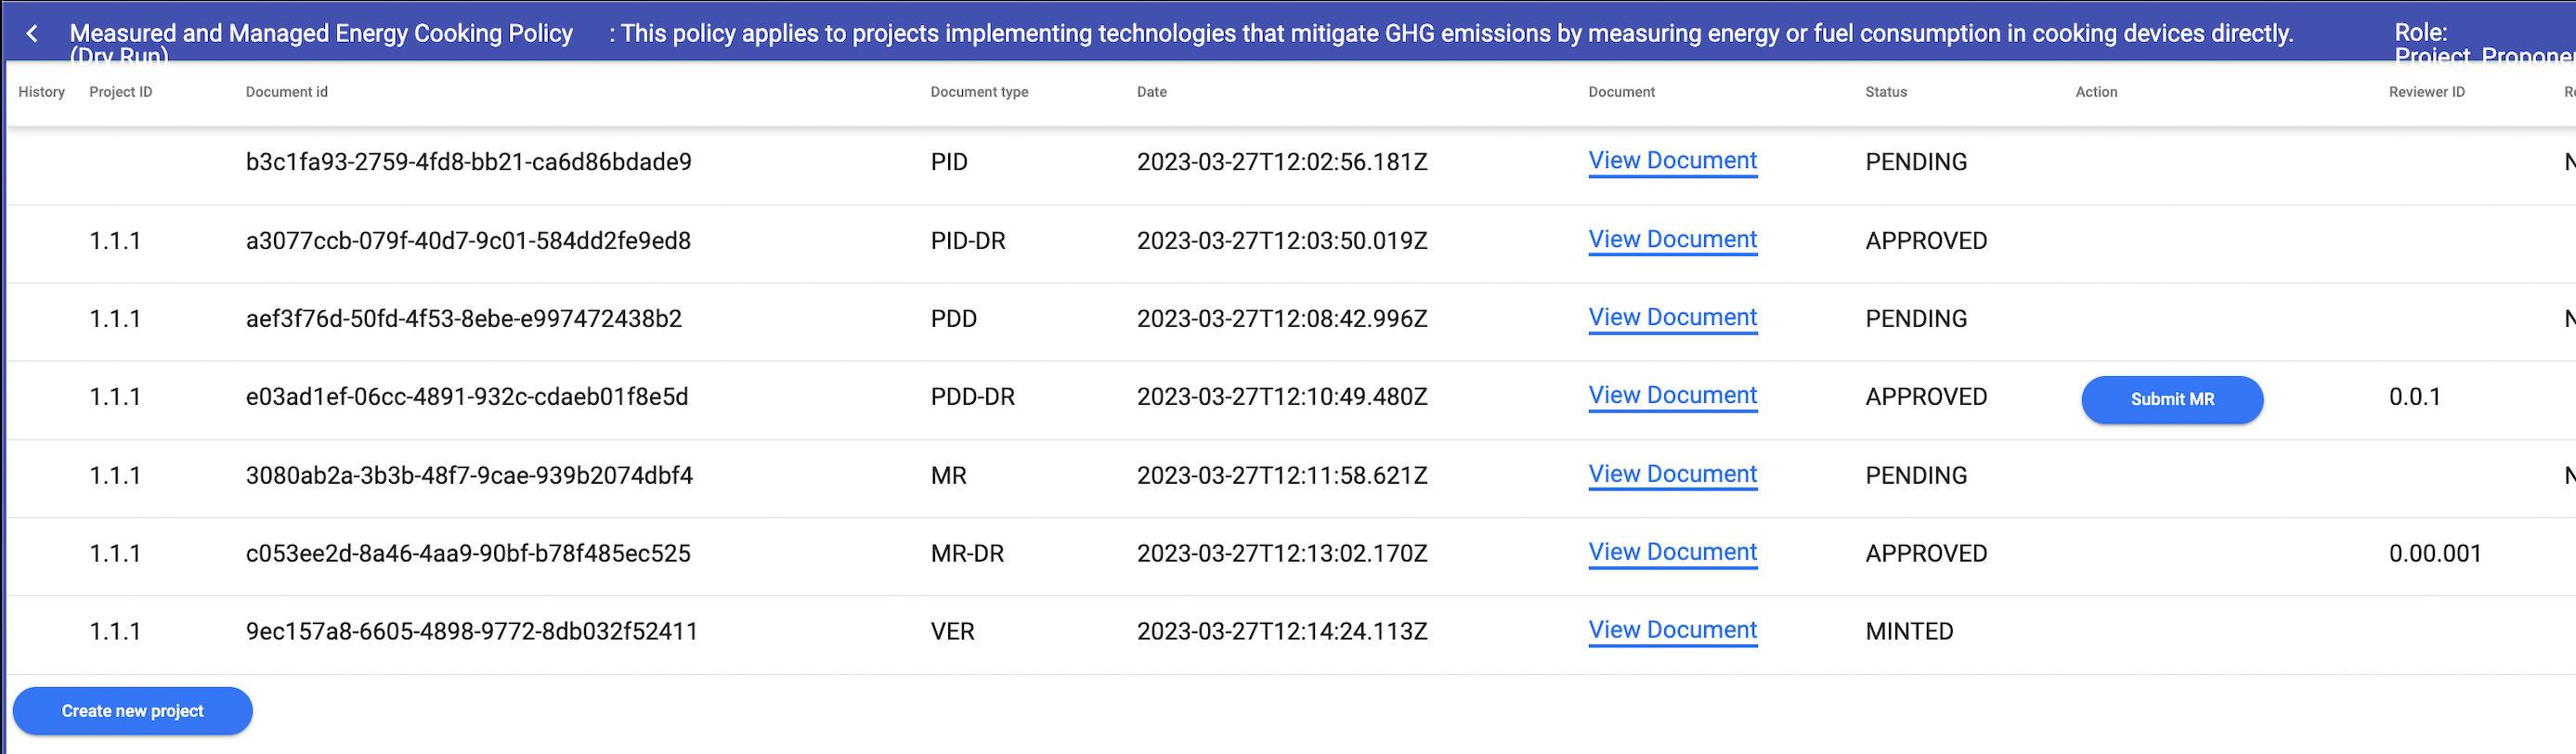 Measured and Managed Energy Cooking Policy : This policy applies to projects implementing technologies that mitigate GHG emissions by measuring energy or fuel consumption in cooking devices directly. Role:
(Dry Run)
History Project ID Document id Document type Date Document Status Action Reviewer ID
b3c1fa93-2759-4fd8-bb21-ca6d86bdade9 PID 2023-03-27T12:02:56.181Z View Document PENDING
1.1.1 a3077ccb-079f-40d7-9c01-584dd2fe9ed8 PID-DR 2023-03-27T12:03:50.019Z View Document APPROVED
1.1.1 aef3f76d-50fd-4f53-8ebe-e997472438b2 PDD 2023-03-27T12:08:42.996Z View Document PENDING
1.1.1 e03ad1ef-06cc-4891-932c-cdaeb01f8e5d PDD-DR 2023-03-27T12:10:49.480Z View Document APPROVED Submit MR 0.0.1
1.1.1 3080ab2a-3b3b-48f7-9cae-939b2074dbf4 MR 2023-03-27T12:11:58.621Z View Document PENDING
1.1.1 c053ee2d-8a46-4aa9-90bf-b78f485ec525 MR-DR 2023-03-27T12:13:02.170Z View Document APPROVED 0.00.001
1.1.1 9ec157a8-6605-4898-9772-8db032f52411 VER 2023-03-27T12:14:24.113Z View Document MINTED
Create new project